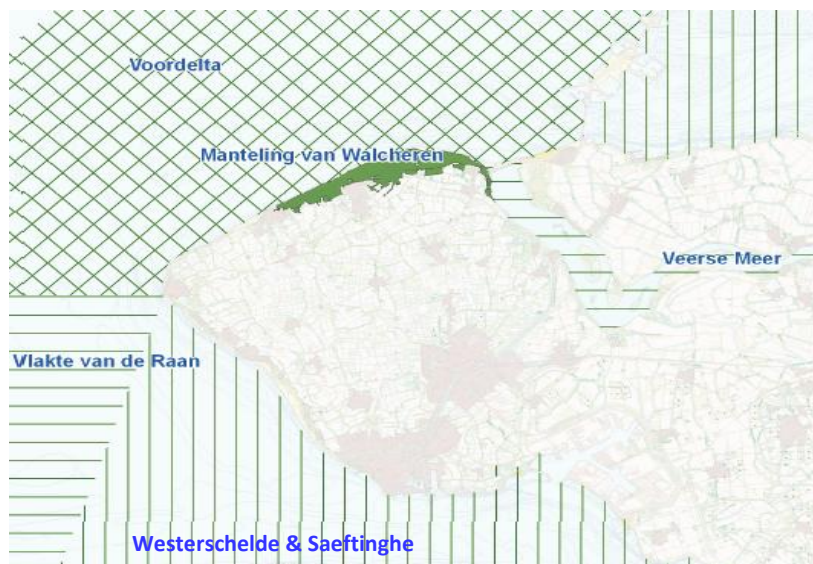 Voordelta
Manteling van Walcheren
Veerse Meer
Vlakte van de Raan
Westerschelde & Saeftinghe